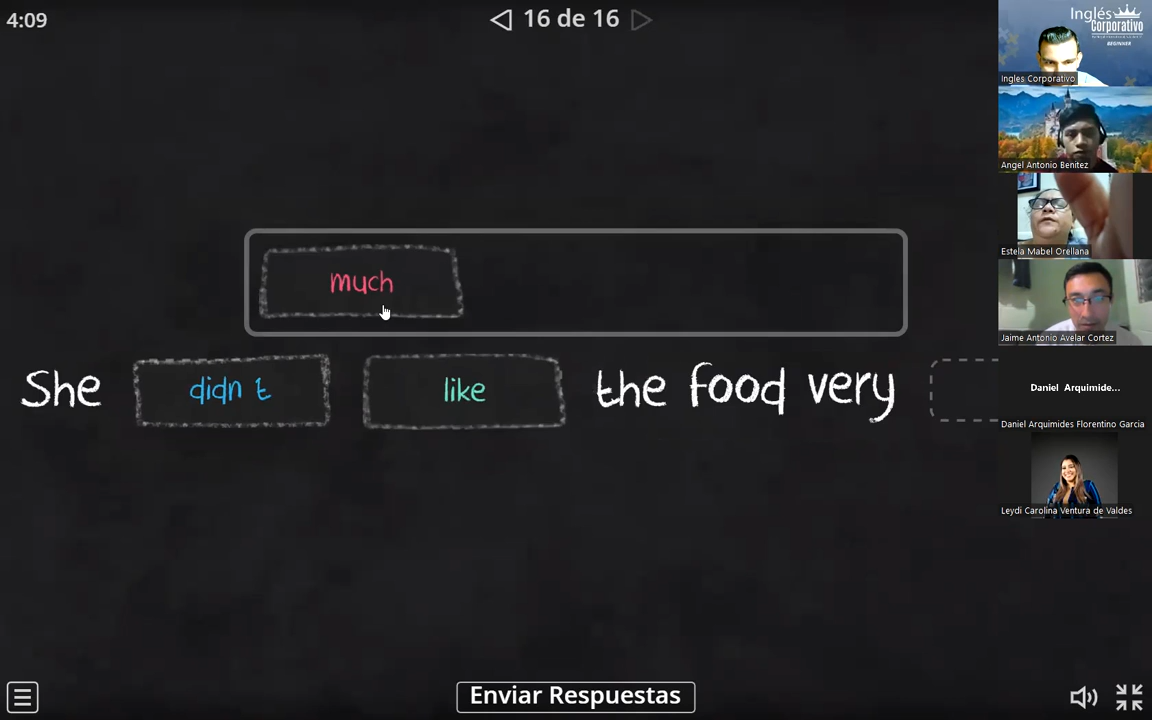 4:09
16 de 16
Inglés
Corporativo
BEGINNER
Ingles Corporativo
Angel Antonio Benitez
Estela Mabel Orellana
Jaime Antonio Avelar Cortez
Daniel Arquimide...
Daniel Arquimides Florentino Garcia
Leydi Carolina Ventura de Valdes
much
She didn t like the food very
Enviar Respuestas